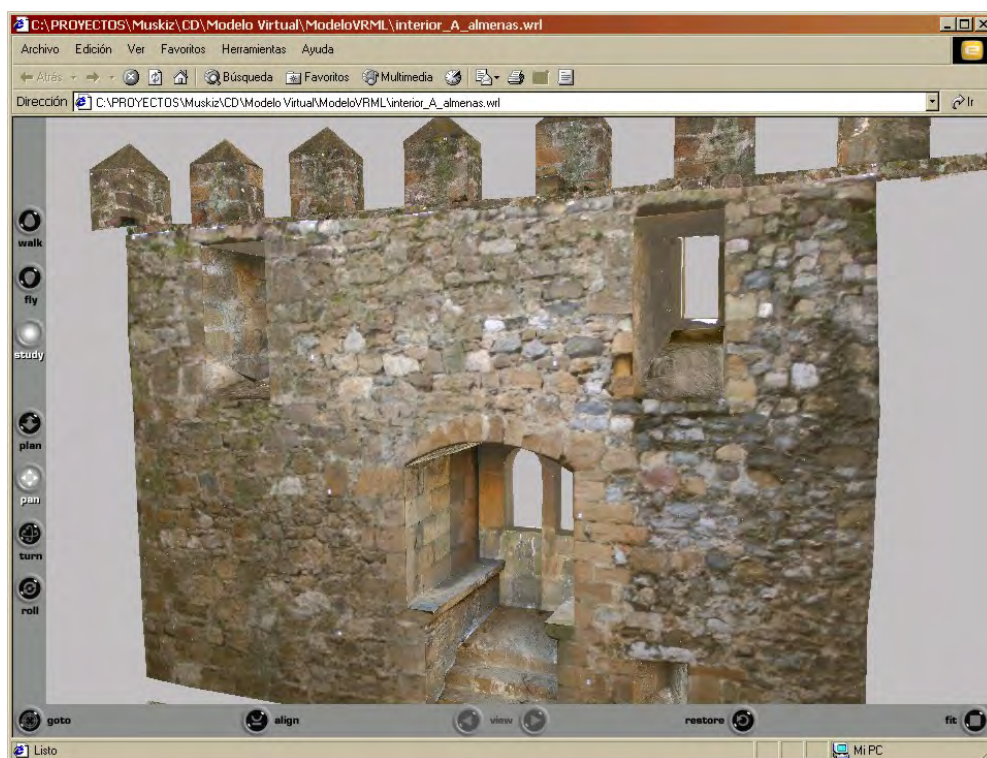 C:\PROYECTOS\Muskiz\CD\Modelo Virtual\ModeloVRML\interior_A_almenas.wrl
Archivo Edición Ver Favoritos Herramientas Ayuda
Atrás Búsqueda Favoritos Multimedia
Dirección C:\PROYECTOS\Muskiz\CD\Modelo Virtual\ModeloVRML\interior_A_almenas.wrl Ir
walk
fly
study
plan
pan
turn
roll
goto align view restore fit
Listo Mi PC